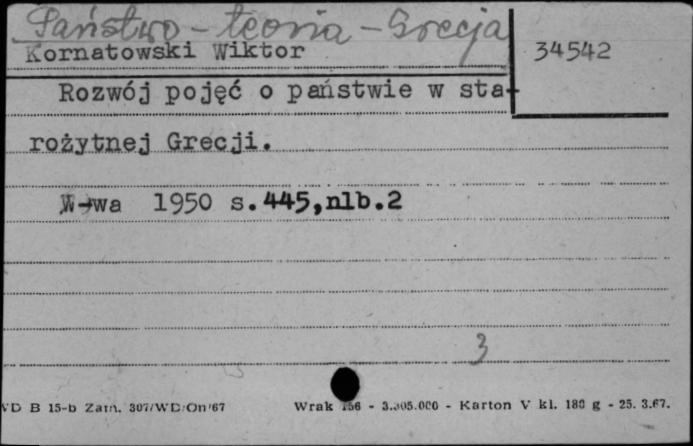 Państwo - teoria - Grecja
Kornatowski Wiktor
34542
Rozwój pojęć o państwie w sta-
rożytnej Grecji.
W-wa 1950 s.445,nlb.2
3
WD B 15-b Zam. 307/WD/On/67 Wrak 156 - 3.305.000 - Karton V kl. 180 g - 25. 3.67.